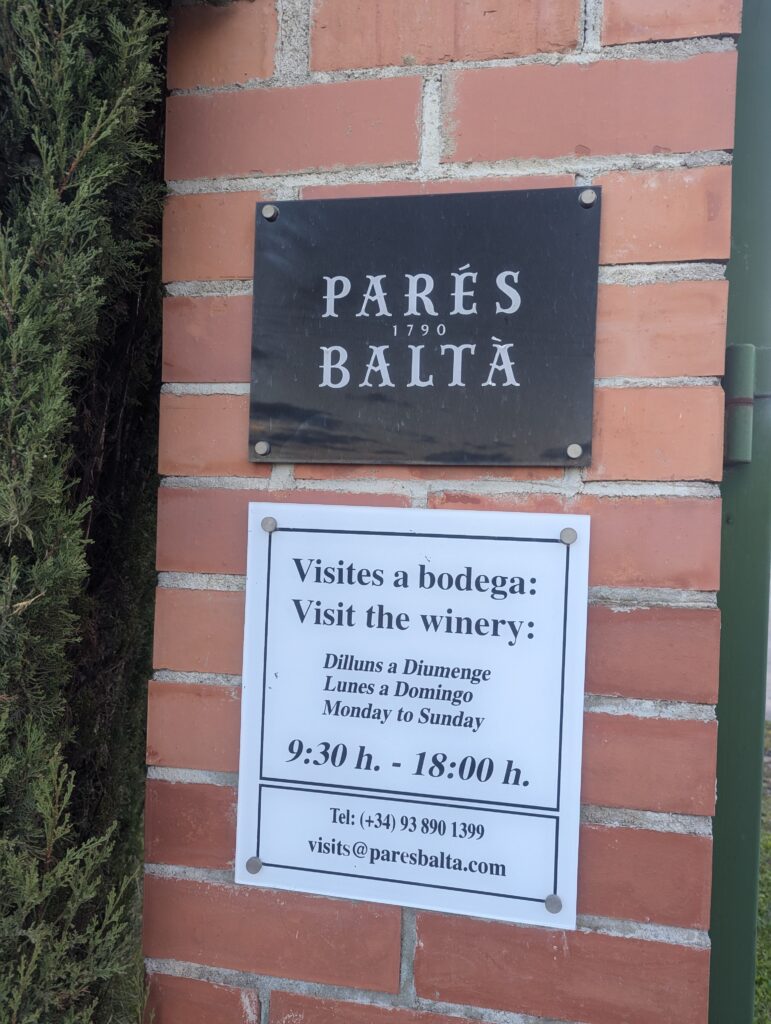 PARÉS
1790
BALTÀ
Visites a bodega:
Visit the winery:
Dilluns a Diumenge
Lunes a Domingo
Monday to Sunday
9:30 h. - 18:00 h.
Tel: (+34) 93 890 1399
visits@paresbalta.com